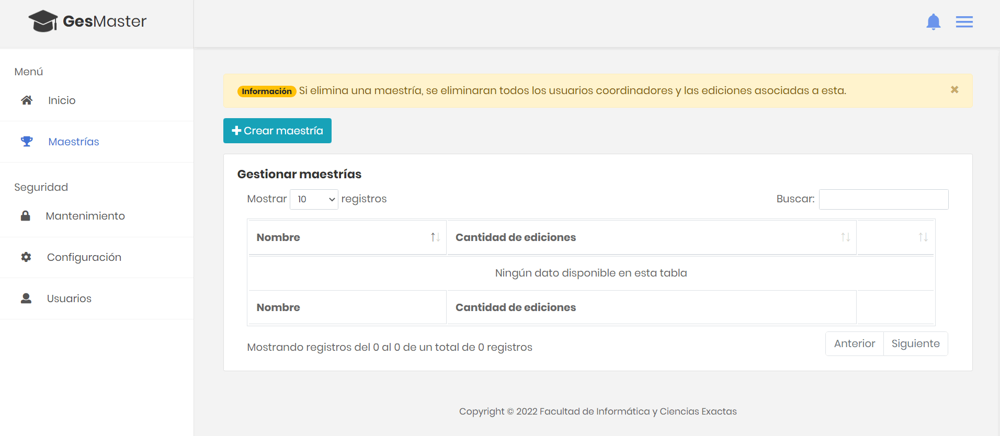 GesMaster
Menú
Inicio
Maestrías
Seguridad
Mantenimiento
Configuración
Usuarios
Información Si elimina una maestría, se eliminaran todos los usuarios coordinadores y las ediciones asociadas a esta.
Crear maestría
Gestionar maestrías
Mostrar 10 registros
Buscar:
Nombre Cantidad de ediciones
Ningún dato disponible en esta tabla
Nombre Cantidad de ediciones
Mostrando registros del 0 al 0 de un total de 0 registros
Anterior Siguiente
Copyright © 2022 Facultad de Informática y Ciencias Exactas